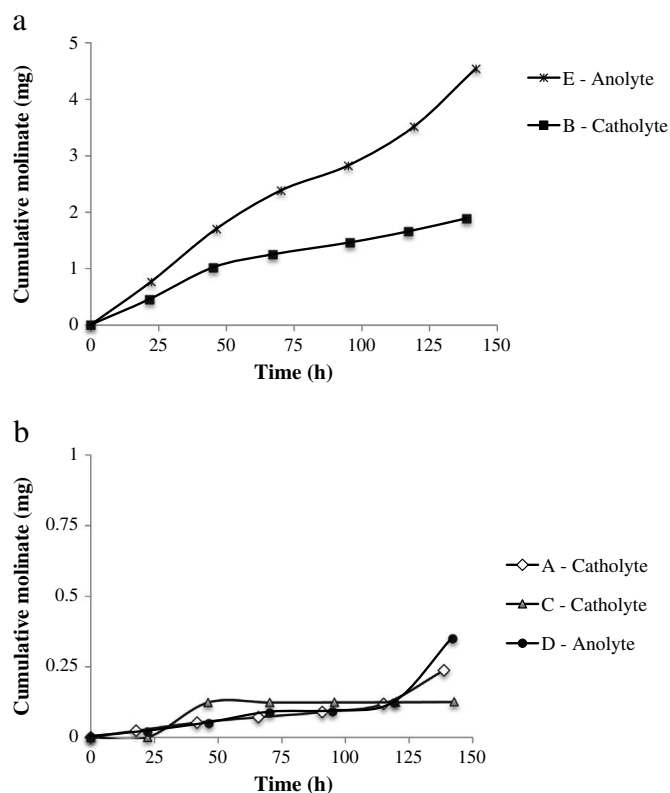 a
5
4
3
2
1
0
Cumulative molinate (mg)
0 25 50 75 100 125 150
Time (h)
E - Anolyte
B - Catholyte
b
1
0.75
0.5
0.25
0
Cumulative molinate (mg)
0 25 50 75 100 125 150
Time (h)
A - Catholyte
C - Catholyte
D - Anolyte